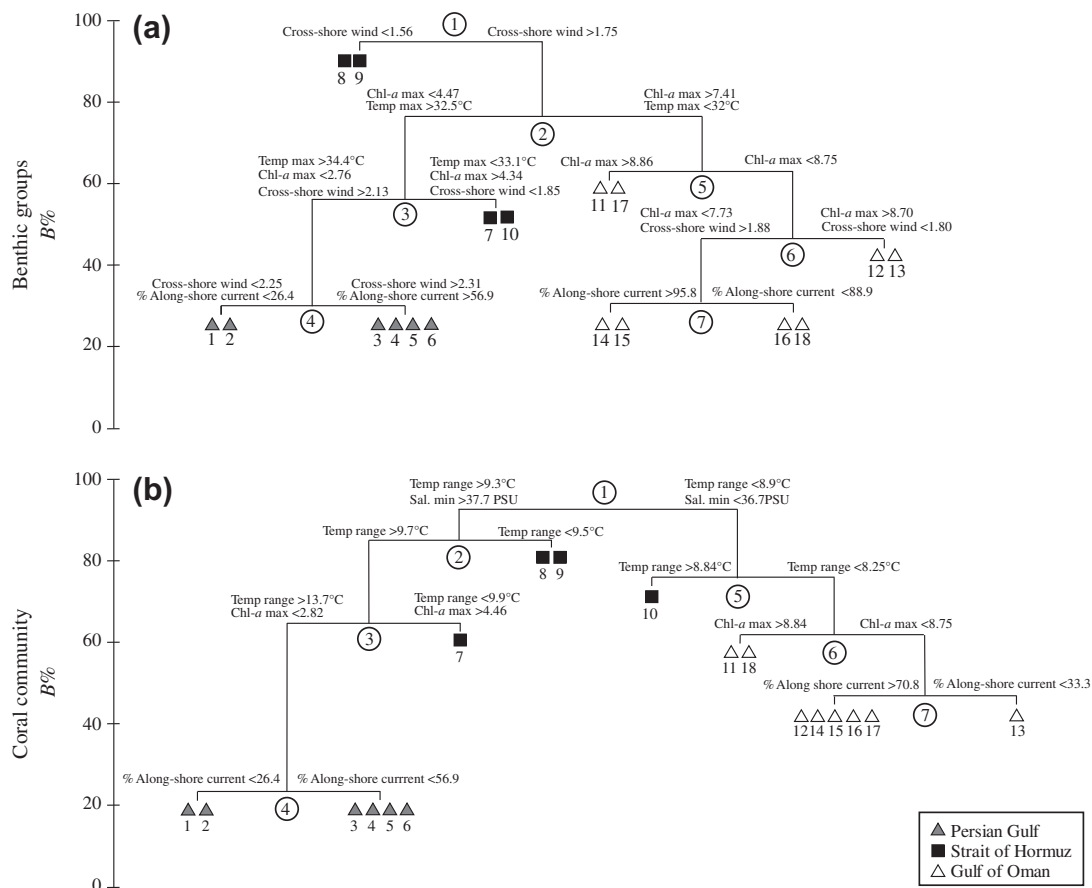 (a)
Benthic groups
B%
100
80
60
40
20
0
Cross-shore wind <1.56
1
Cross-shore wind >1.75
8 9
Chl-a max <4.47
Temp max >32.5°C
2
Chl-a max >7.41
Temp max <32°C
Temp max >34.4°C
Chl-a max <2.76
Cross-shore wind >2.13
3
Temp max <33.1°C
Chl-a max >4.34
Cross-shore wind <1.85
7 10
Chl-a max >8.86
5
Chl-a max <8.75
11 17
Chl-a max <7.73
Cross-shore wind >1.88
6
Chl-a max >8.70
Cross-shore wind <1.80
12 13
Cross-shore wind <2.25
% Along-shore current <26.4
4
Cross-shore wind >2.31
% Along-shore current >56.9
1 2
3 4 5 6
% Along-shore current >95.8
7
% Along-shore current <88.9
14 15
16 18
(b)
Coral community
B%
100
80
60
40
20
0
Temp range >9.3°C
Sal. min >37.7 PSU
1
Temp range <8.9°C
Sal. min <36.7PSU
Temp range >9.7°C
2
Temp range <9.5°C
8 9
Temp range >8.84°C
5
Temp range <8.25°C
10
Temp range >13.7°C
Chl-a max <2.82
3
Temp range <9.9°C
Chl-a max >4.46
7
Chl-a max >8.84
6
Chl-a max <8.75
11 18
% Along shore current >70.8
7
% Along-shore current <33.3
12 14 15 16 17
13
% Along-shore current <26.4
4
% Along-shore currrent <56.9
1 2
3 4 5 6
Persian Gulf
Strait of Hormuz
Gulf of Oman